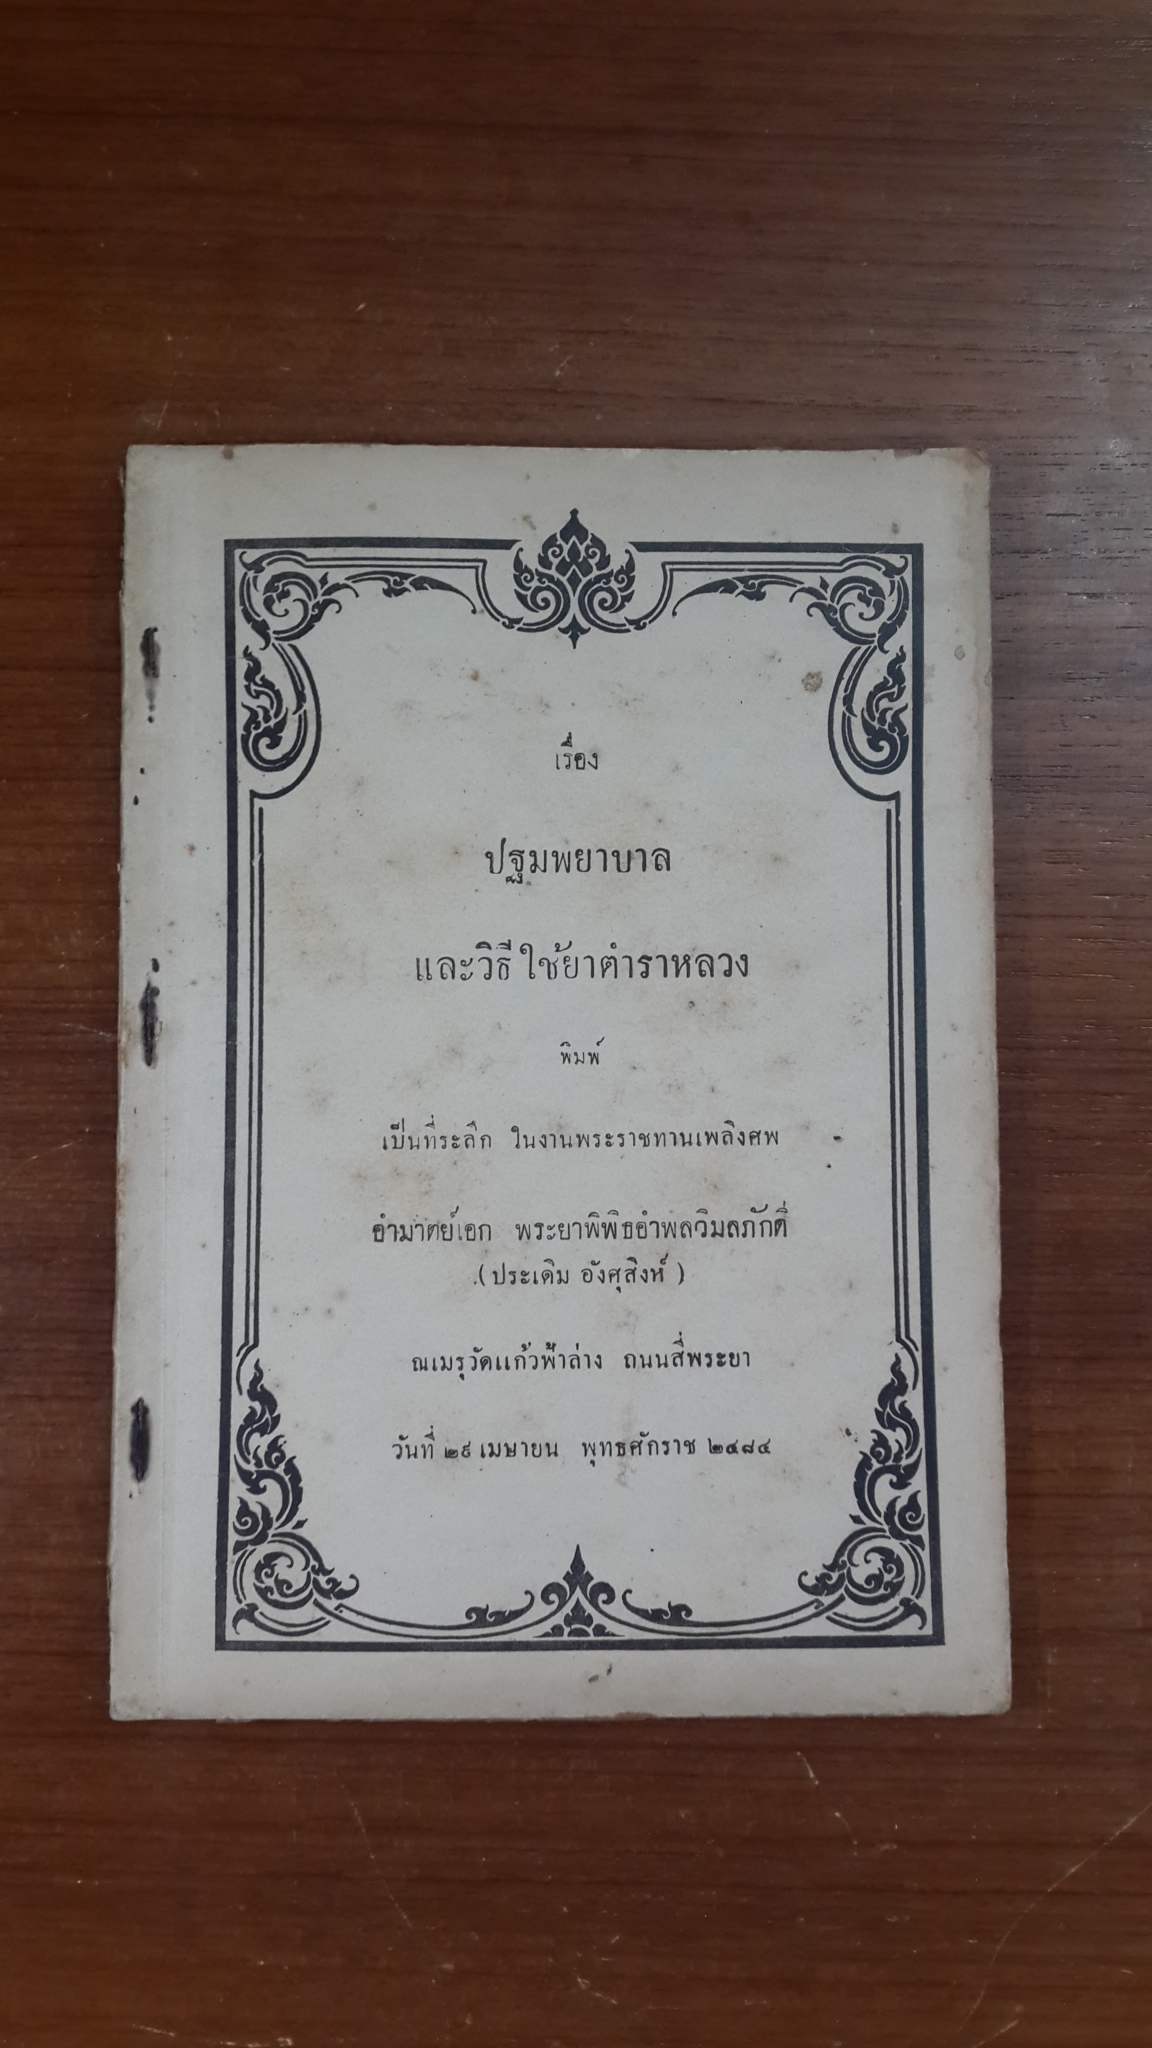 เรื่อง
ปฐมพยาบาล
และวิธีใช้ยาตำราหลวง
พิมพ์
เป็นที่ระลึก ในงานพระราชทานเพลิงศพ
อำมาตย์เอก พระยาพิพิธอำพลวิมลภักดิ์
(ประเดิม อังศุสิงห์)
ณเมรุวัดแก้วฟ้าล่าง ถนนสี่พระยา
วันที่ ๒๙ เมษายน พุทธศักราช ๒๔๘๔